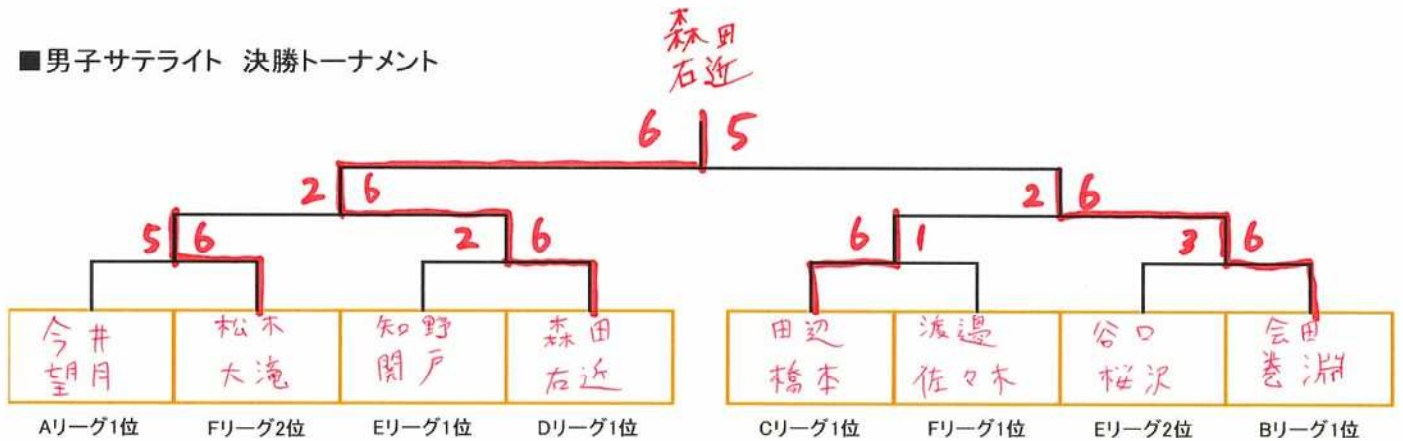 森田
右近
■男子サテライト 決勝トーナメント
6 5
2 6 2 6
5 6 2 6 6 1 3 6
今井 松木 知野 森田 田辺 渡邉 谷口 会田
望月 大滝 関戸 右近 橋本 佐々木 桜沢 巻渕
Aリーグ1位 Fリーグ2位 Eリーグ1位 Dリーグ1位 Cリーグ1位 Fリーグ1位 Eリーグ2位 Bリーグ1位